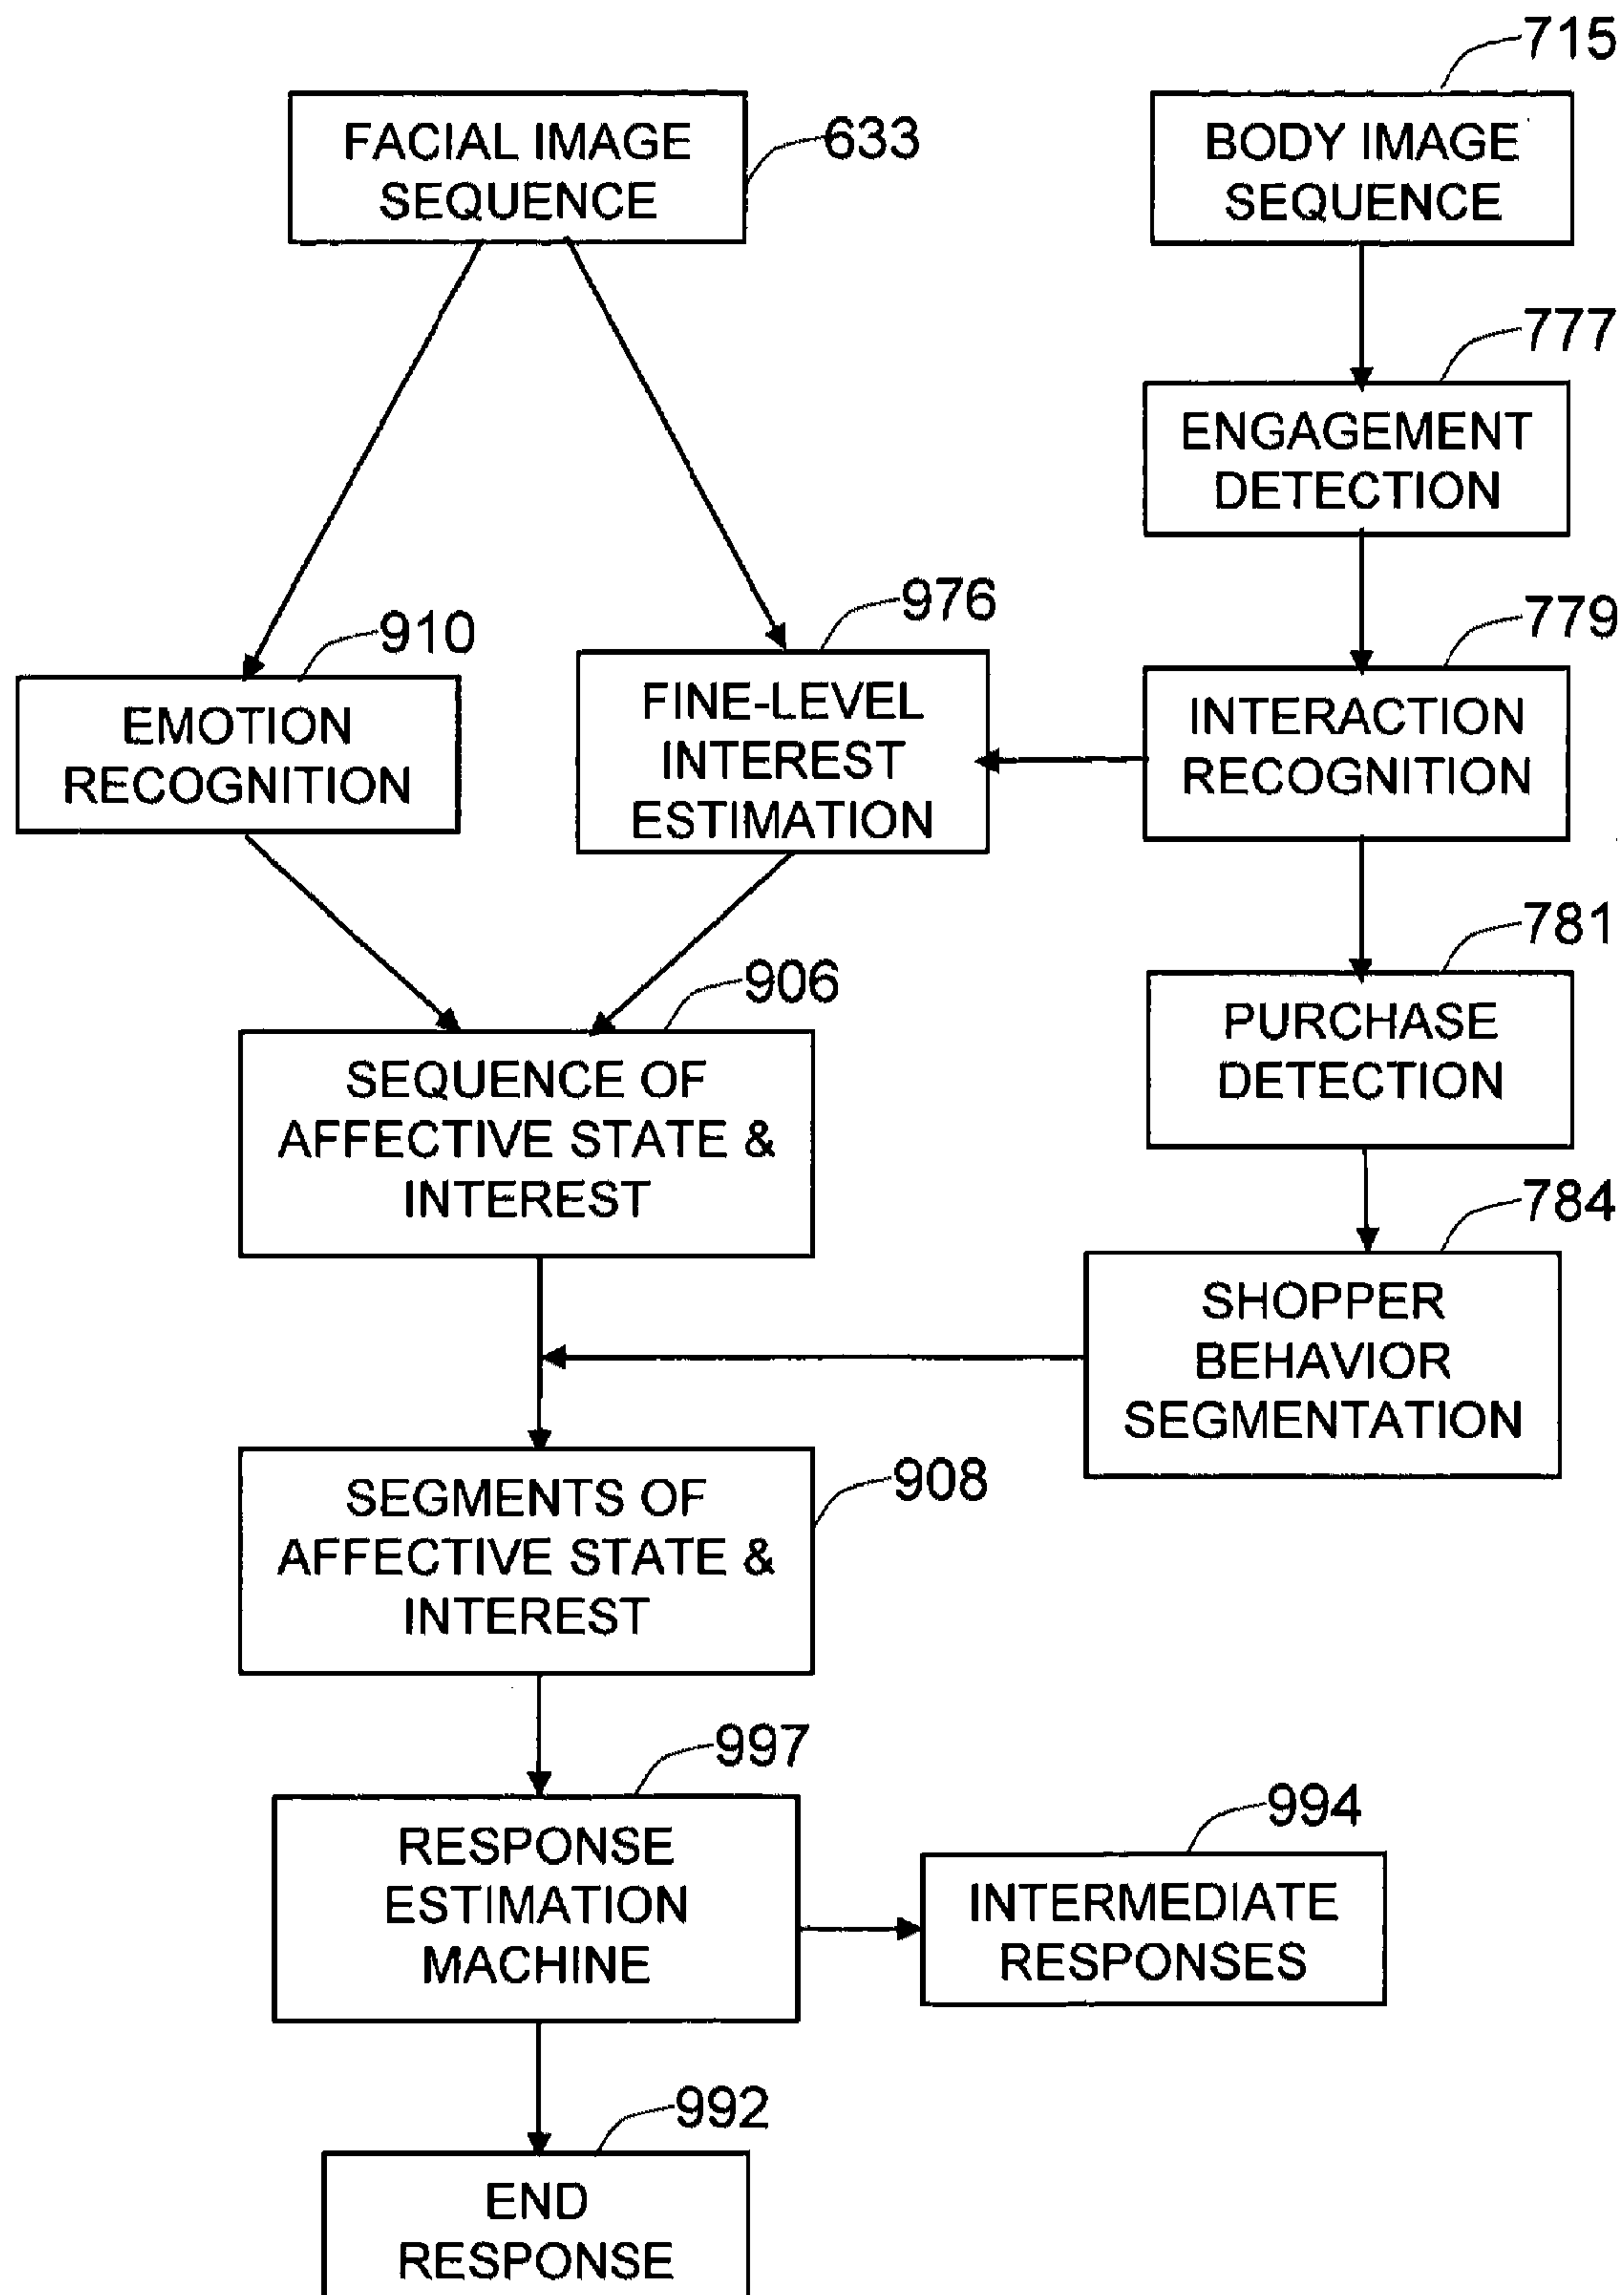 715
FACIAL IMAGE
SEQUENCE
633
BODY IMAGE
SEQUENCE
777
ENGAGEMENT
DETECTION
910
EMOTION
RECOGNITION
976
FINE-LEVEL
INTEREST
ESTIMATION
779
INTERACTION
RECOGNITION
781
PURCHASE
DETECTION
906
SEQUENCE OF
AFFECTIVE STATE &
INTEREST
784
SHOPPER
BEHAVIOR
SEGMENTATION
908
SEGMENTS OF
AFFECTIVE STATE &
INTEREST
997
RESPONSE
ESTIMATION
MACHINE
994
INTERMEDIATE
RESPONSES
992
END
RESPONSE